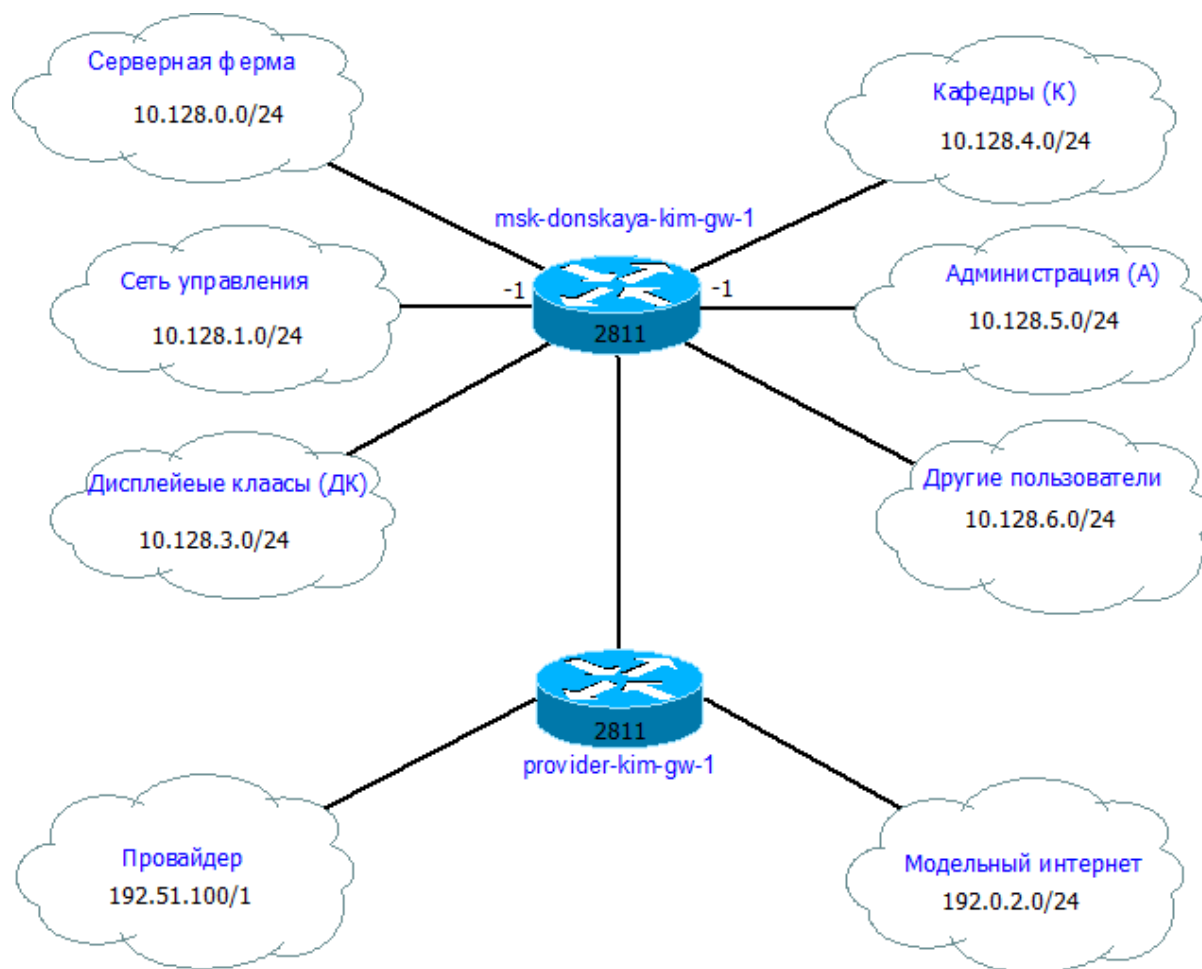 Серверная ферма
10.128.0.0/24
Кафедры (К)
10.128.4.0/24
msk-donskaya-kim-gw-1
Сеть управления
10.128.1.0/24
-1
-1
2811
Администрация (А)
10.128.5.0/24
Дисплейеые клаасы (ДК)
10.128.3.0/24
Другие пользователи
10.128.6.0/24
2811
provider-kim-gw-1
Провайдер
192.51.100/1
Модельный интернет
192.0.2.0/24